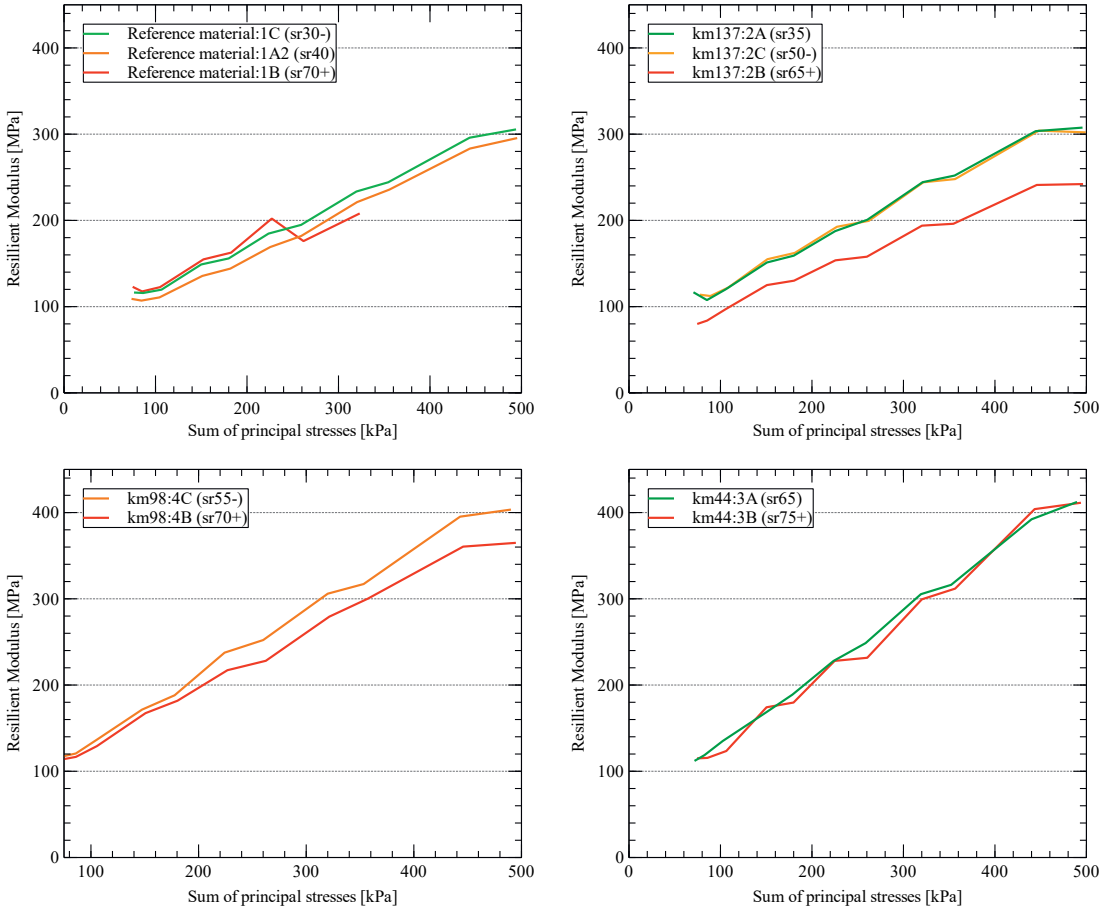 Reference material:1C (sr30-)
Reference material:1A2 (sr40)
Reference material:1B (sr70+)
400
300
200
100
0
Resillient Modulus [MPa]
0 100 200 300 400 500
Sum of principal stresses [kPa]
km137:2A (sr35)
km137:2C (sr50-)
km137:2B (sr65+)
400
300
200
100
0
Resillient Modulus [MPa]
0 100 200 300 400 500
Sum of principal stresses [kPa]
km98:4C (sr55-)
km98:4B (sr70+)
400
300
200
100
0
Resillient Modulus [MPa]
100 200 300 400 500
Sum of principal stresses [kPa]
km44:3A (sr65)
km44:3B (sr75+)
400
300
200
100
0
Resillient Modulus [MPa]
0 100 200 300 400 500
Sum of principal stresses [kPa]